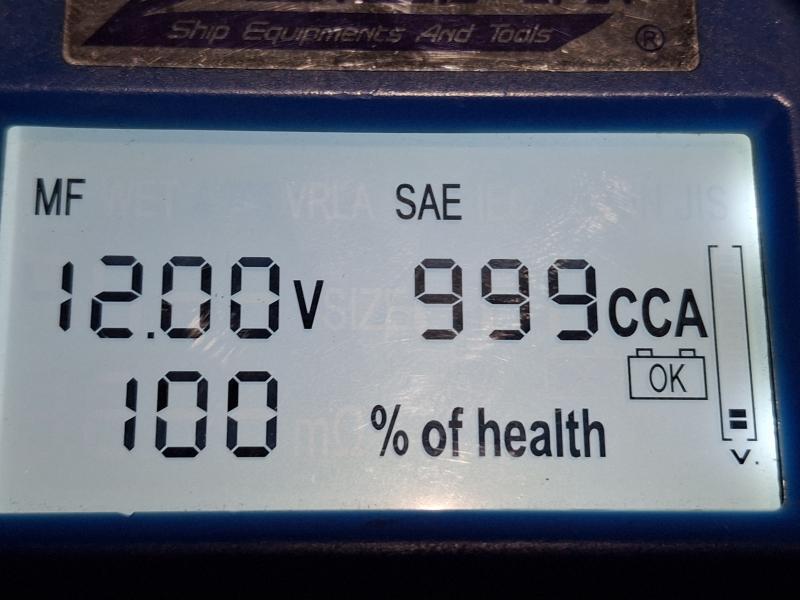 Ship Equipments And Tools ®
MF SAE
12.00 V 999 CCA
OK
100 % of health
V.